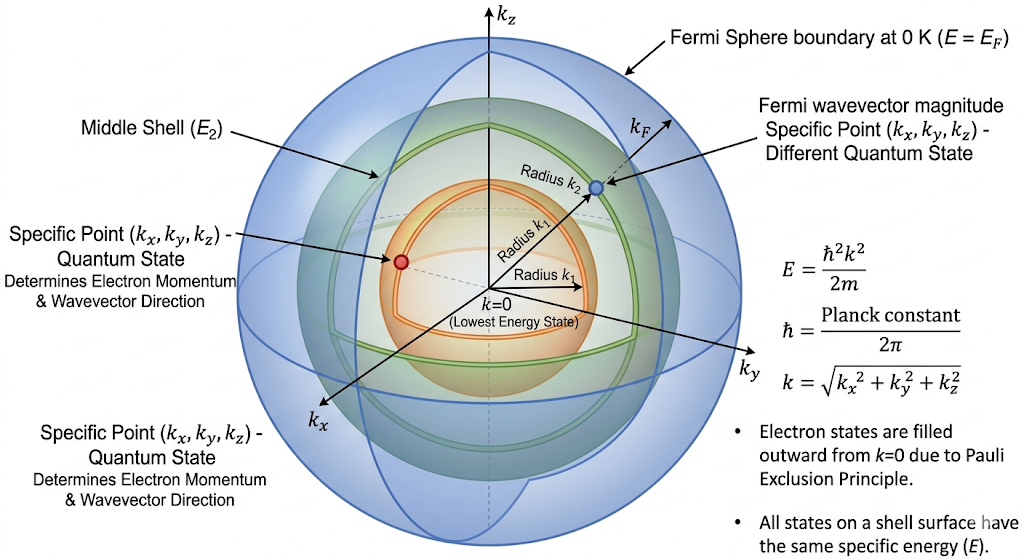 k_z
Fermi Sphere boundary at 0 K (E = E_F)
Fermi wavevector magnitude
Specific Point (k_x, k_y, k_z) -
Different Quantum State
k_F
Middle Shell (E_2)
Radius k_2
Radius k_1
Radius k_1
k=0
(Lowest Energy State)
Specific Point (k_x, k_y, k_z) -
Quantum State
Determines Electron Momentum
& Wavevector Direction
k_x
k_y
Specific Point (k_x, k_y, k_z) -
Quantum State
Determines Electron Momentum
& Wavevector Direction
E = ħ²k² / 2m
ħ = Planck constant / 2π
k = √(k_x² + k_y² + k_z²)
• Electron states are filled
outward from k=0 due to Pauli
Exclusion Principle.
• All states on a shell surface have
the same specific energy (E).